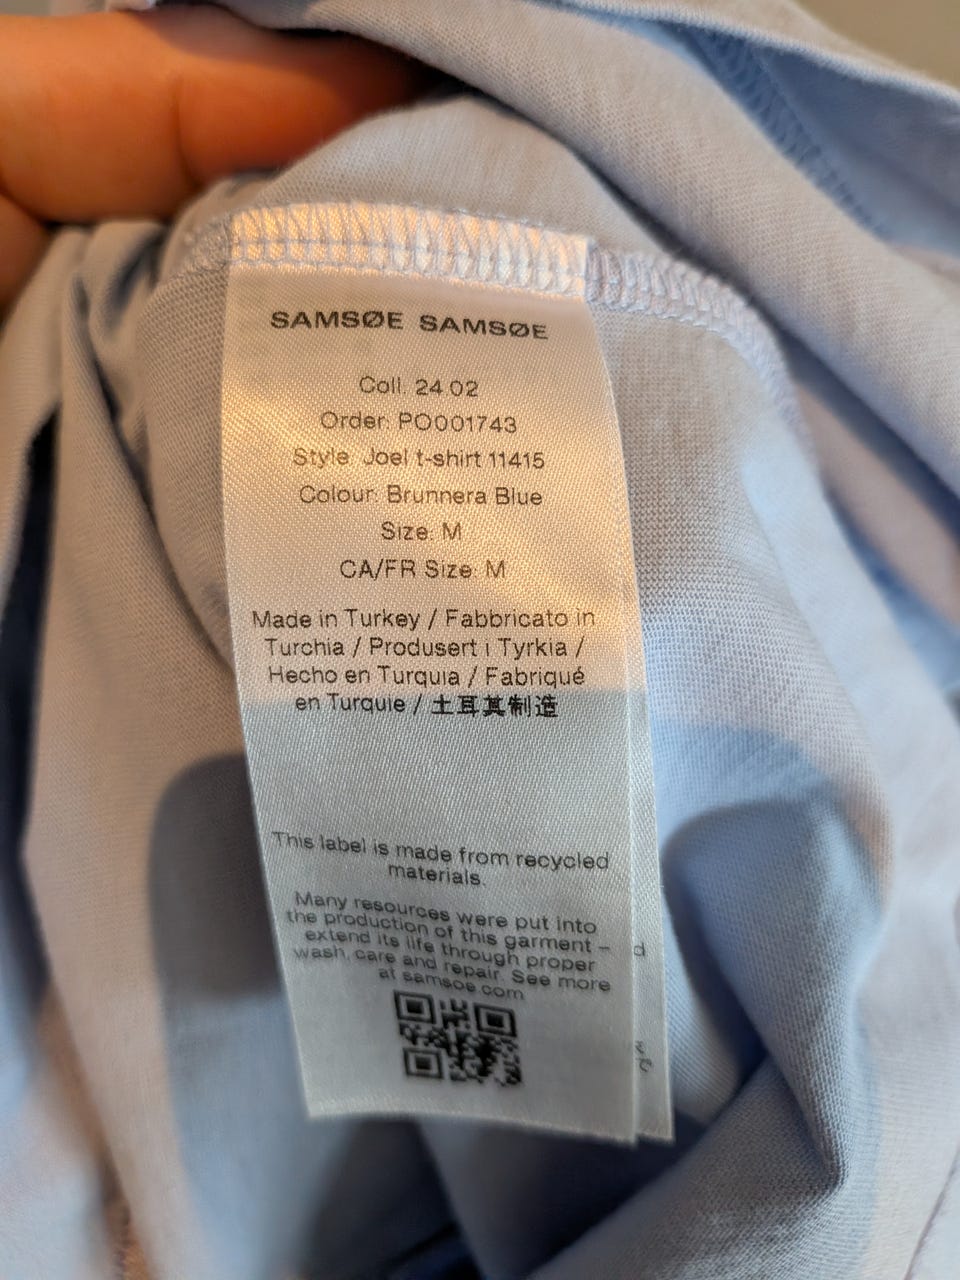 SAMSØE SAMSØE
Coll. 24.02
Order: PO001743
Style: Joel t-shirt 11415
Colour: Brunnera Blue
Size: M
CA/FR Size: M
Made in Turkey / Fabbricato in
Turchia / Produsert i Tyrkia /
Hecho en Turquia / Fabriqué
en Turquie / 土耳其制造
This label is made from recycled
materials.
Many resources were put into
the production of this garment –
extend its life through proper
wash, care and repair. See more
at samsoe.com
d